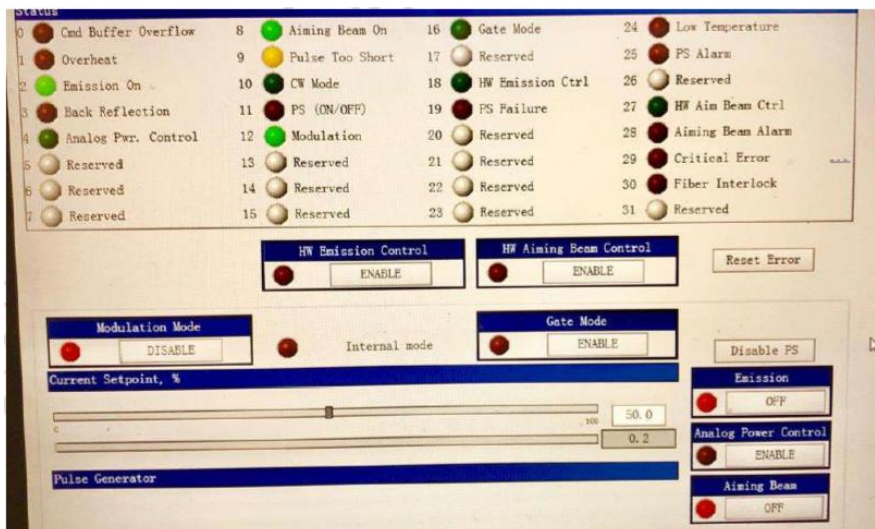 Status
0 Cmd Buffer Overflow 8 Aiming Beam On 16 Gate Mode 24 Low Temperature
1 Overheat 9 Pulse Too Short 17 Reserved 25 PS Alarm
2 Emission On 10 CW Mode 18 HW Emission Ctrl 26 Reserved
3 Back Reflection 11 PS (ON/OFF) 19 PS Failure 27 HW Aim Beam Ctrl
4 Analog Pwr. Control 12 Modulation 20 Reserved 28 Aiming Beam Alarm
5 Reserved 13 Reserved 21 Reserved 29 Critical Error
6 Reserved 14 Reserved 22 Reserved 30 Fiber Interlock
7 Reserved 15 Reserved 23 Reserved 31 Reserved
HW Emission Control HW Aiming Beam Control
ENABLE ENABLE Reset Error
Modulation Mode Gate Mode
DISABLE Internal mode ENABLE Disable PS
Current Setpoint, % Emission
OFF
50.0
0 100
0.2 Analog Power Control
ENABLE
Pulse Generator Aiming Beam
OFF